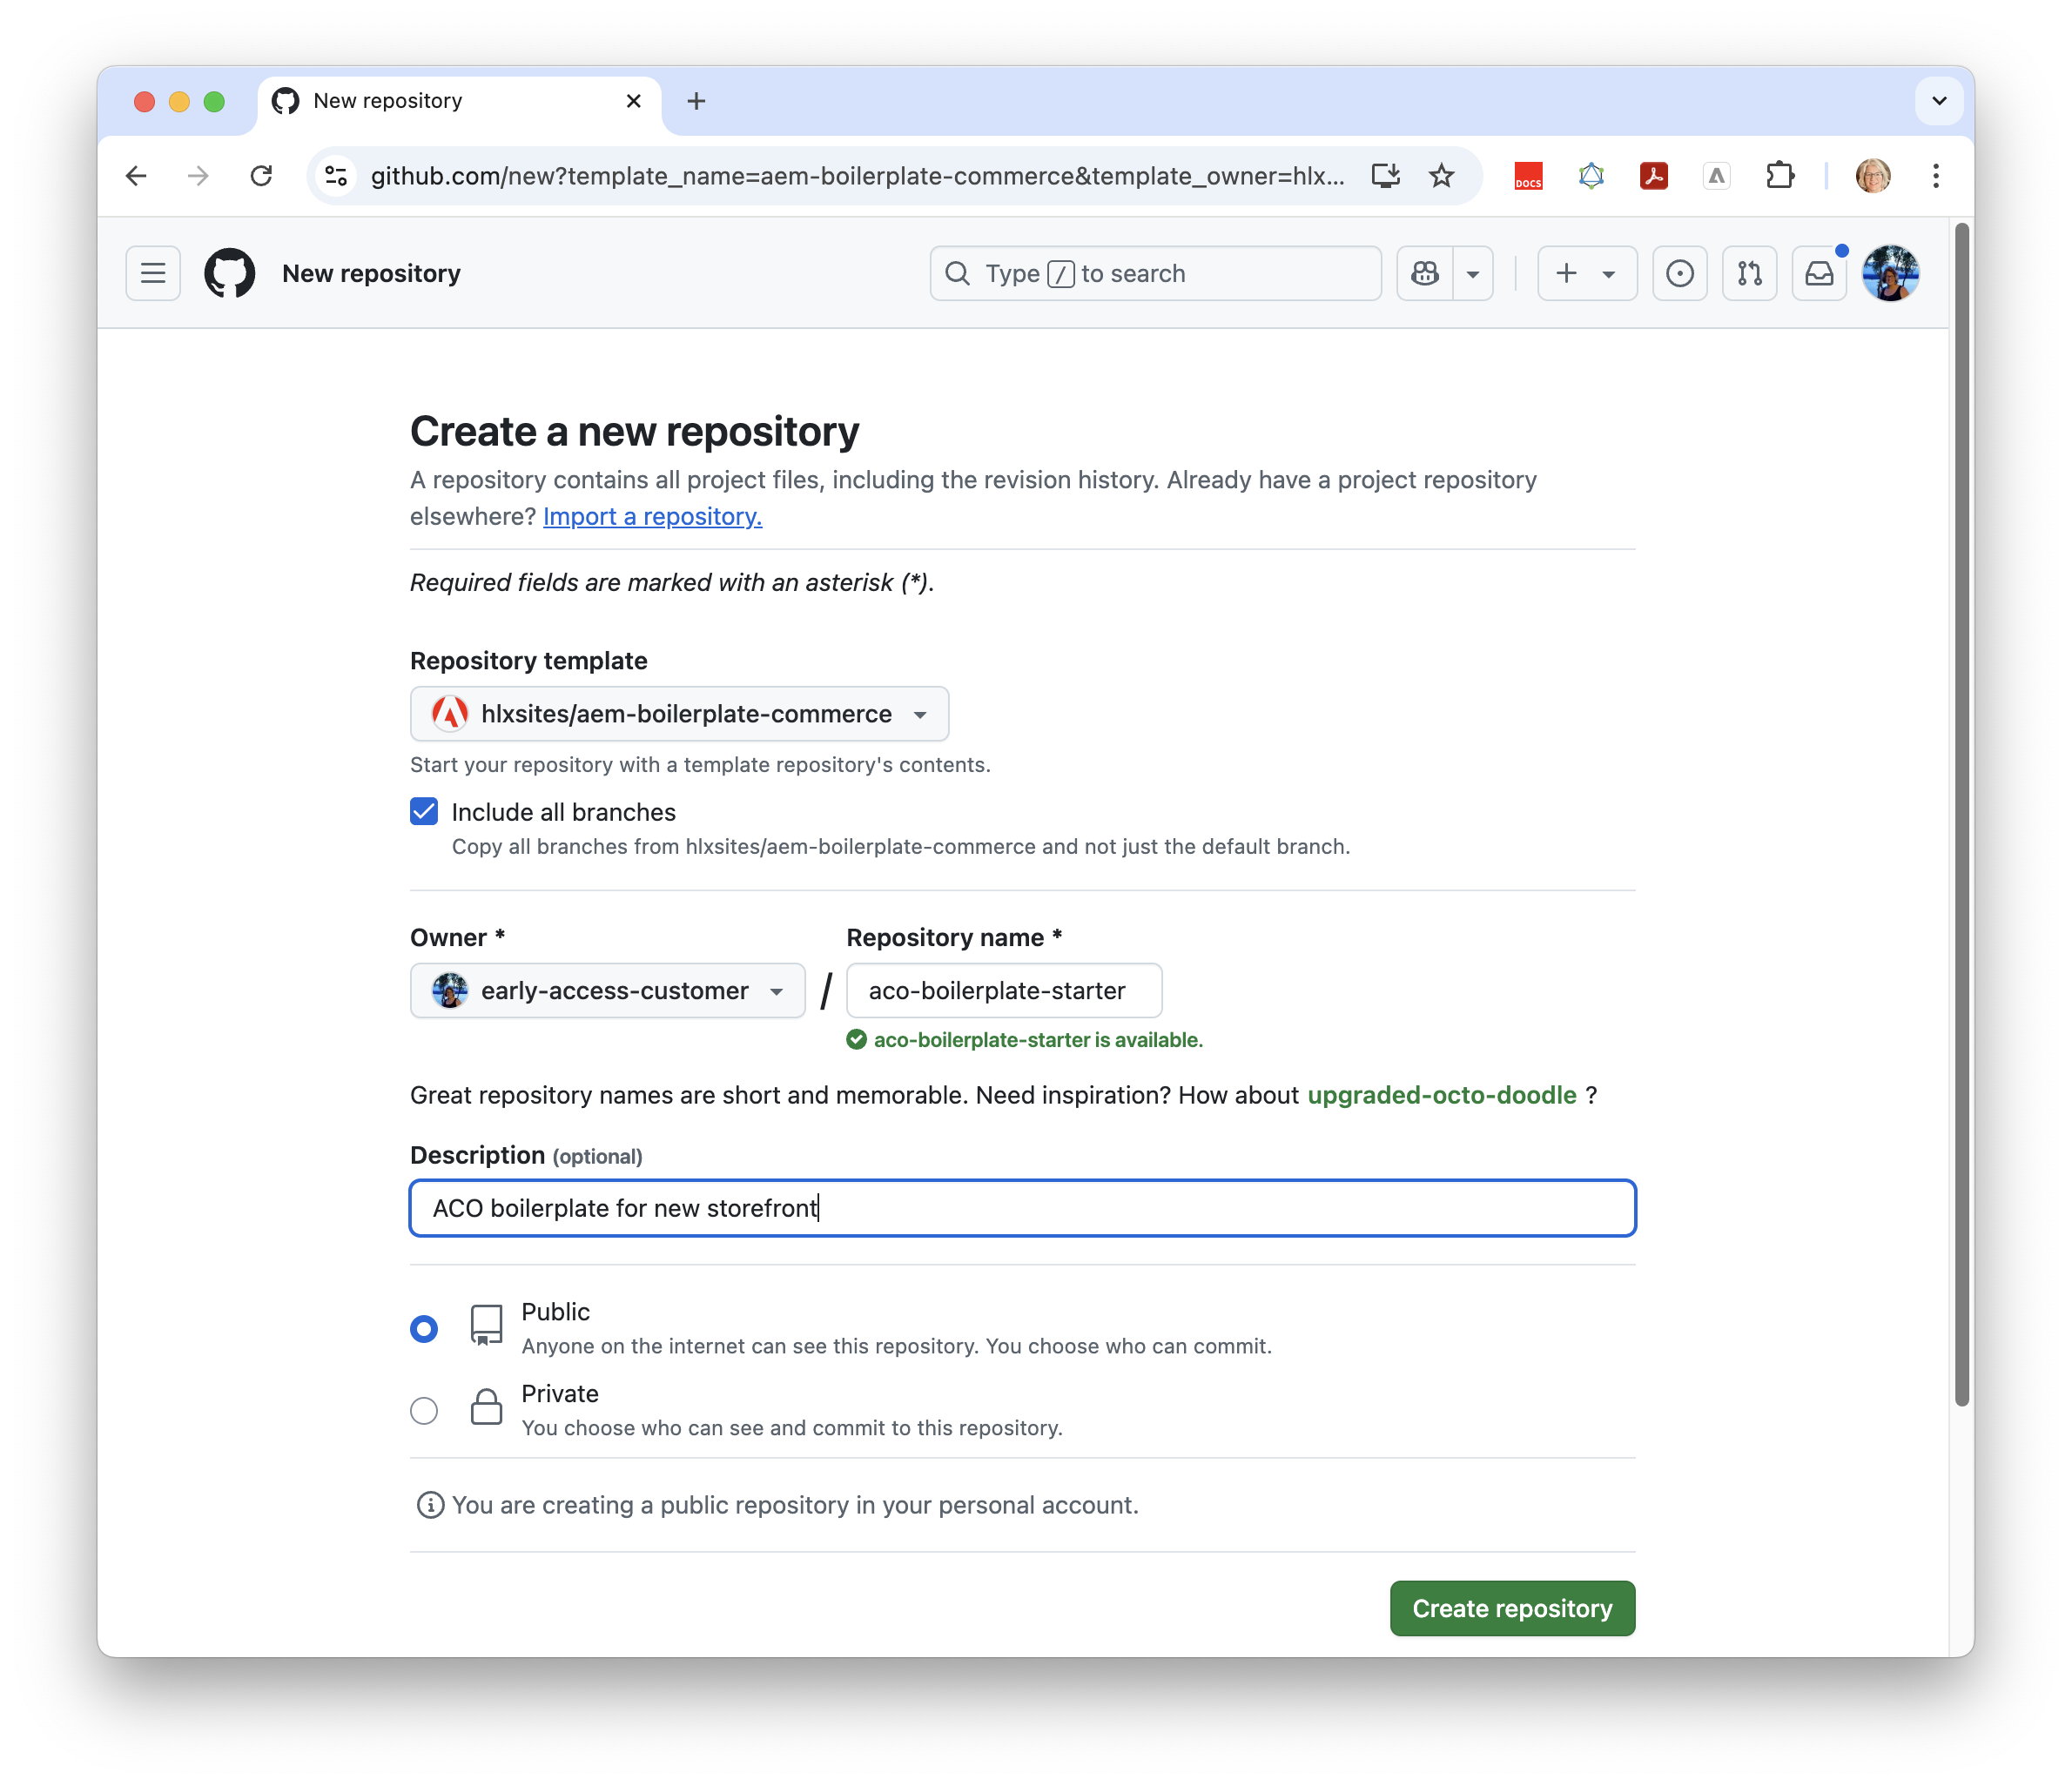 New repository
github.com/new?template_name=aem-boilerplate-commerce&template_owner=hlx...
DOCS
New repository
Type / to search
Create a new repository
A repository contains all project files, including the revision history. Already have a project repository
elsewhere? Import a repository.
Required fields are marked with an asterisk (*).
Repository template
hlxsites/aem-boilerplate-commerce
Start your repository with a template repository's contents.
Include all branches
Copy all branches from hlxsites/aem-boilerplate-commerce and not just the default branch.
Owner * Repository name *
early-access-customer / aco-boilerplate-starter
aco-boilerplate-starter is available.
Great repository names are short and memorable. Need inspiration? How about upgraded-octo-doodle ?
Description (optional)
ACO boilerplate for new storefront
Public
Anyone on the internet can see this repository. You choose who can commit.
Private
You choose who can see and commit to this repository.
You are creating a public repository in your personal account.
Create repository